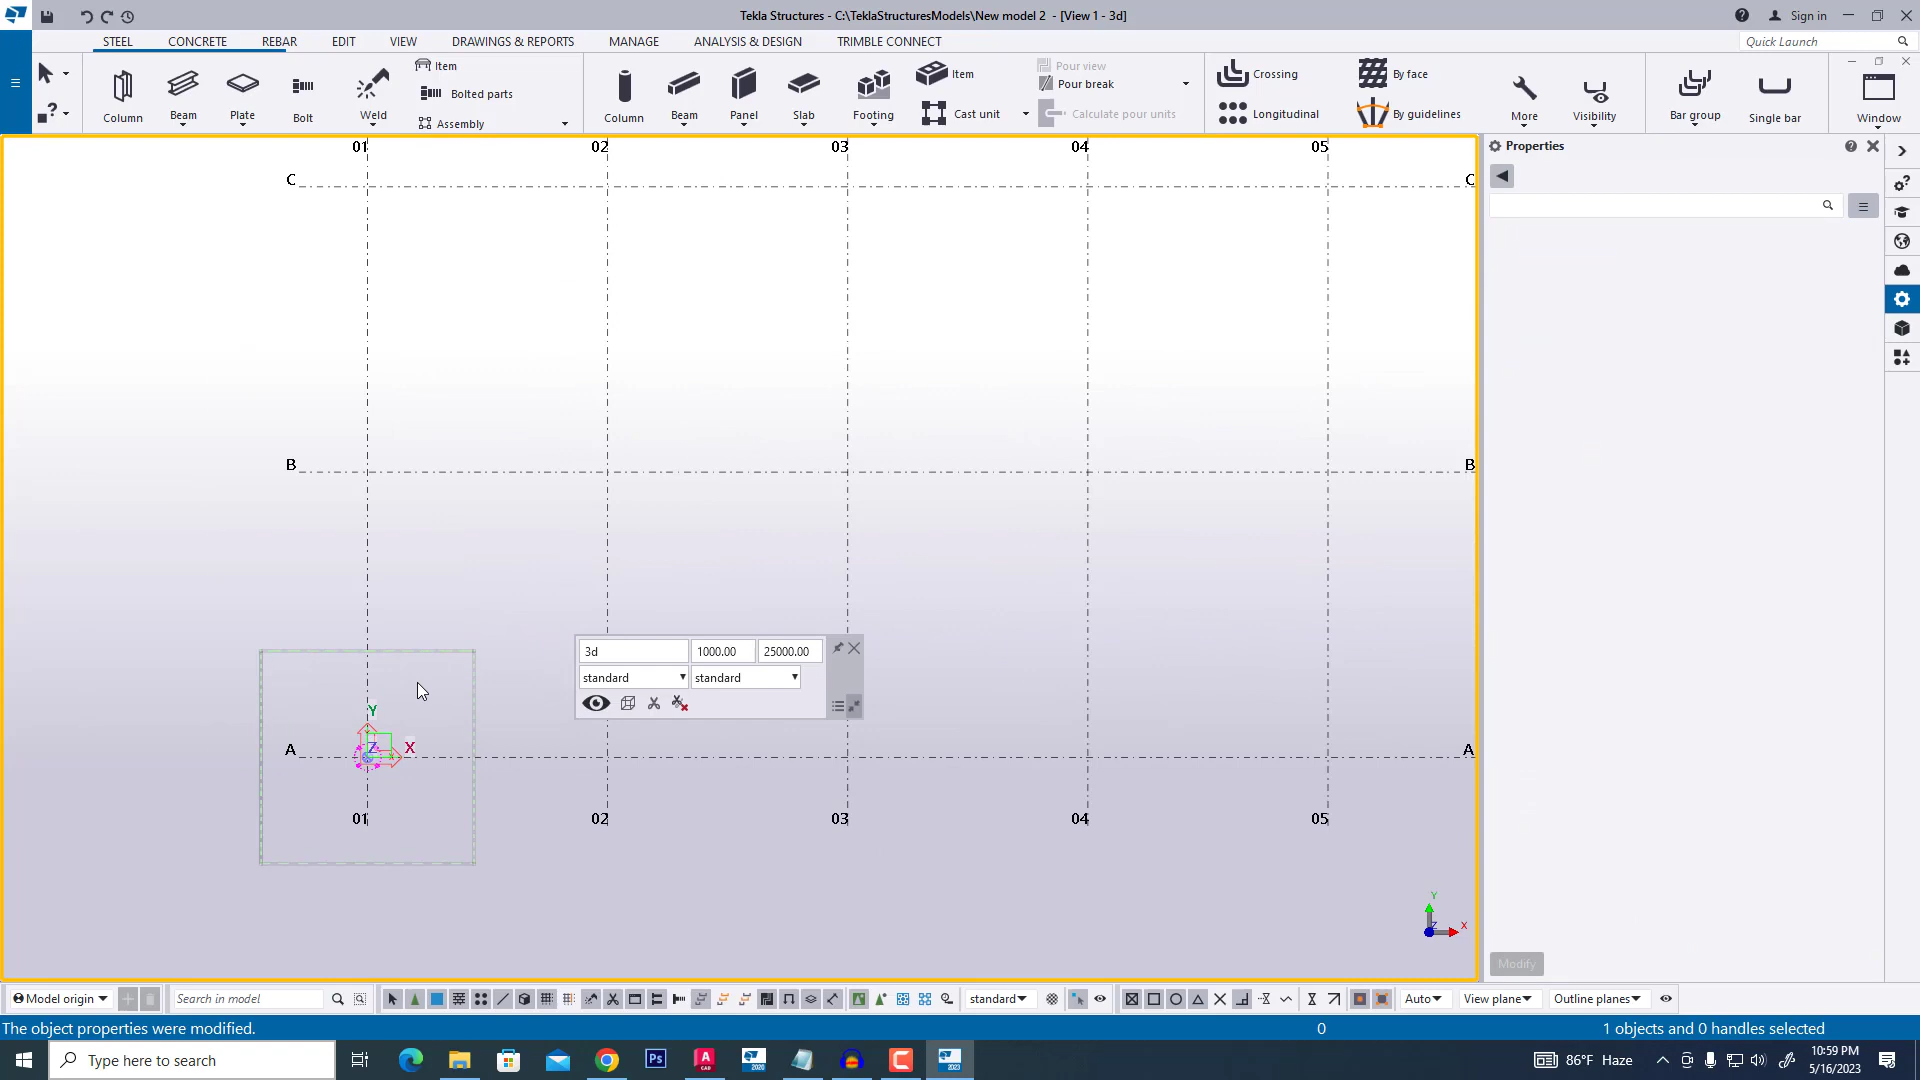 Tekla Structures - C:\TeklaStructuresModels\New model 2 - [View 1 - 3d]
Sign in
STEEL CONCRETE REBAR EDIT VIEW DRAWINGS & REPORTS MANAGE ANALYSIS & DESIGN TRIMBLE CONNECT
Quick Launch
Column
Beam
Plate
Bolt
Weld
Item
Bolted parts
Assembly
Column
Beam
Panel
Slab
Footing
Item
Cast unit
Pour view
Pour break
Calculate pour units
Crossing
Longitudinal
By face
By guidelines
More
Visibility
Bar group
Single bar
Window
Properties
01 02 03 04 05
C C
B B
3d 1000.00 25000.00
standard standard
Y
Z X
A A
01 02 03 04 05
Y
Z X
Modify
Model origin
Search in model
standard
Auto
View plane
Outline planes
The object properties were modified.
0
1 objects and 0 handles selected
Type here to search
Ps
A
CAD
2020
2023
86°F Haze
10:59 PM
5/16/2023